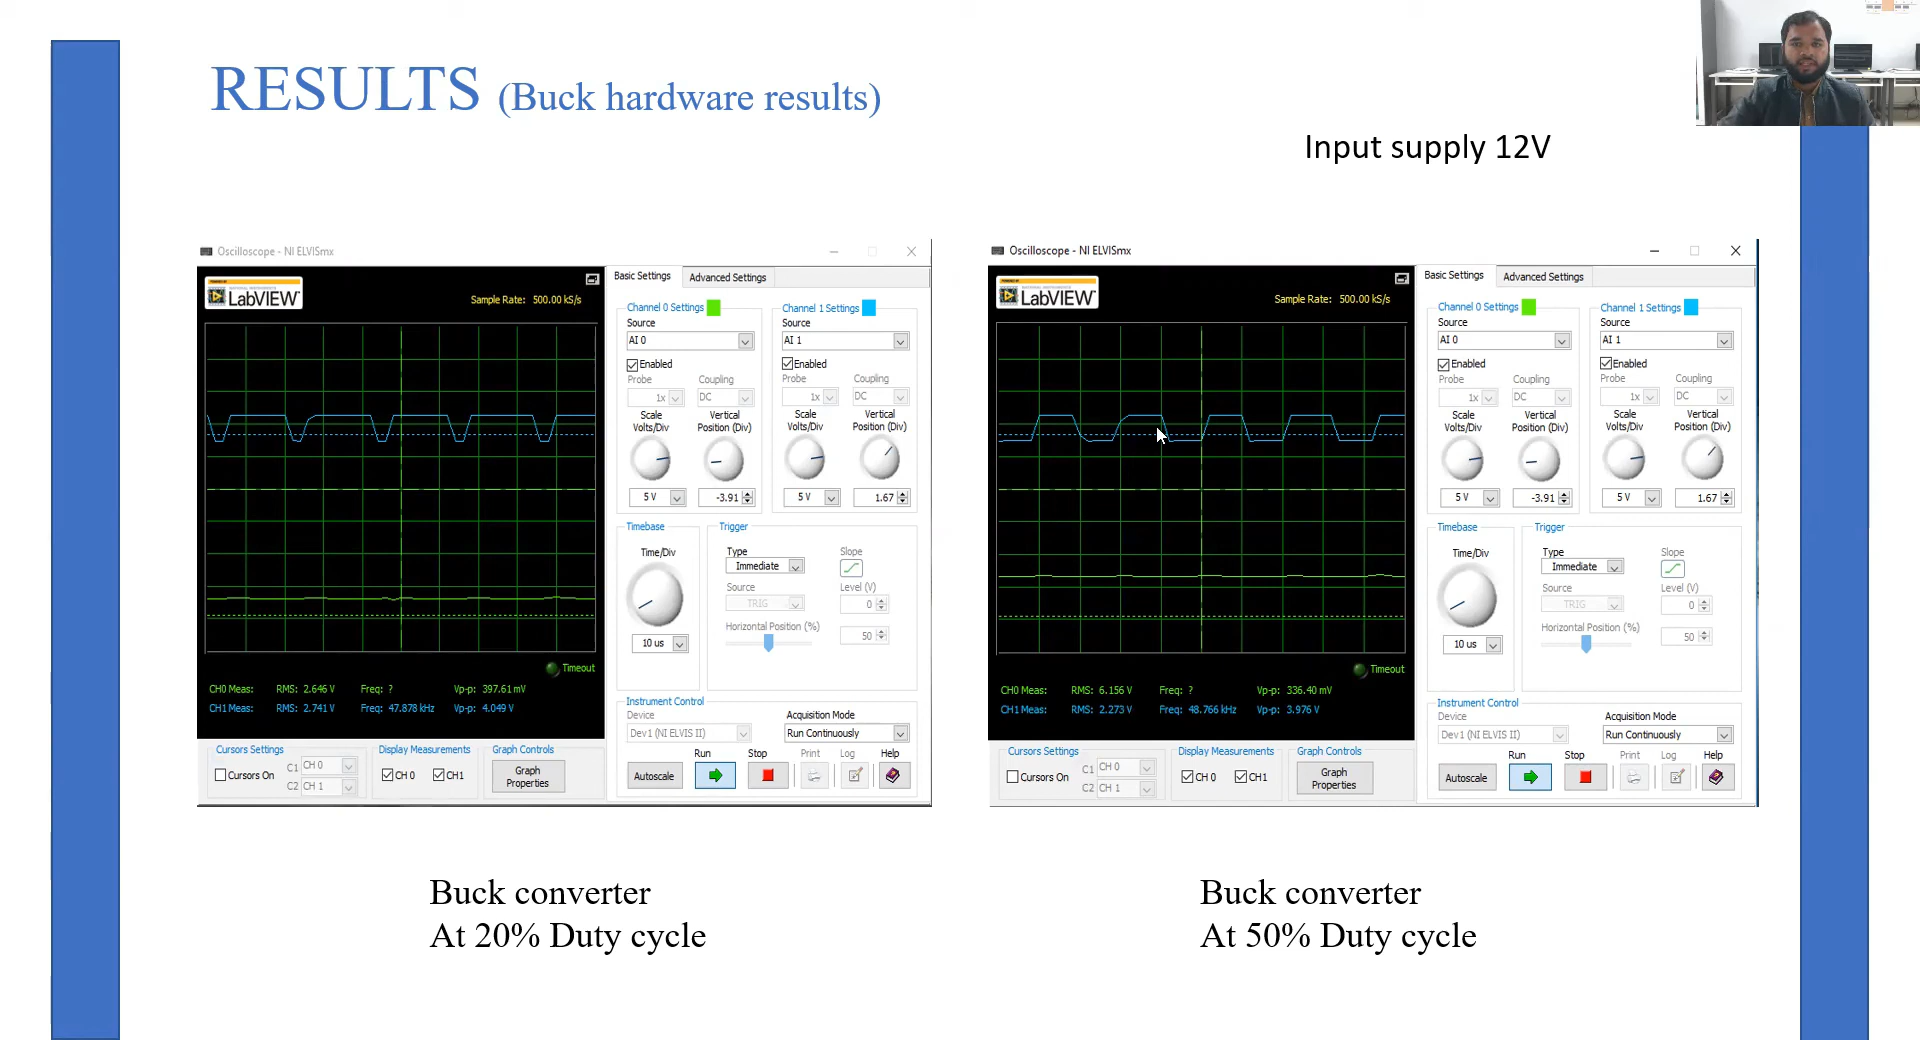 RESULTS (Buck hardware results)
Input supply 12V
Oscilloscope - NI ELVISmx
LabVIEW
Sample Rate: 500.00 kS/s
Basic Settings
Advanced Settings
Channel 0 Settings
Channel 1 Settings
Source
Source
AI 0
AI 1
Enabled
Enabled
Probe
Coupling
Probe
Coupling
1x
DC
1x
DC
Scale
Volts/Div
Vertical
Position (Div)
Scale
Volts/Div
Vertical
Position (Div)
5 V
-3.91
5 V
1.67
Timebase
Trigger
Time/Div
Type
Slope
Immediate
Source
Level (V)
TRIG
0
Horizontal Position (%)
10 us
50
Timeout
CH0 Meas: RMS: 2.646 V Freq: ? Vp-p: 397.61 mV
CH1 Meas: RMS: 2.741 V Freq: 47.878 kHz Vp-p: 4.049 V
Instrument Control
Device
Acquisition Mode
Dev1 (NI ELVIS II)
Run Continuously
Cursors Settings
Display Measurements
Graph Controls
Cursors On
C1 CH 0
C2 CH 1
CH 0
CH1
Graph
Properties
Run
Stop
Print
Log
Help
Autoscale
Oscilloscope - NI ELVISmx
LabVIEW
Sample Rate: 500.00 kS/s
Basic Settings
Advanced Settings
Channel 0 Settings
Channel 1 Settings
Source
Source
AI 0
AI 1
Enabled
Enabled
Probe
Coupling
Probe
Coupling
1x
DC
1x
DC
Scale
Volts/Div
Vertical
Position (Div)
Scale
Volts/Div
Vertical
Position (Div)
5 V
-3.91
5 V
1.67
Timebase
Trigger
Time/Div
Type
Slope
Immediate
Source
Level (V)
TRIG
0
Horizontal Position (%)
10 us
50
Timeout
CH0 Meas: RMS: 6.156 V Freq: ? Vp-p: 336.40 mV
CH1 Meas: RMS: 2.273 V Freq: 48.766 kHz Vp-p: 3.976 V
Instrument Control
Device
Acquisition Mode
Dev1 (NI ELVIS II)
Run Continuously
Cursors Settings
Display Measurements
Graph Controls
Cursors On
C1 CH 0
C2 CH 1
CH 0
CH1
Graph
Properties
Run
Stop
Print
Log
Help
Autoscale
Buck converter
At 20% Duty cycle
Buck converter
At 50% Duty cycle